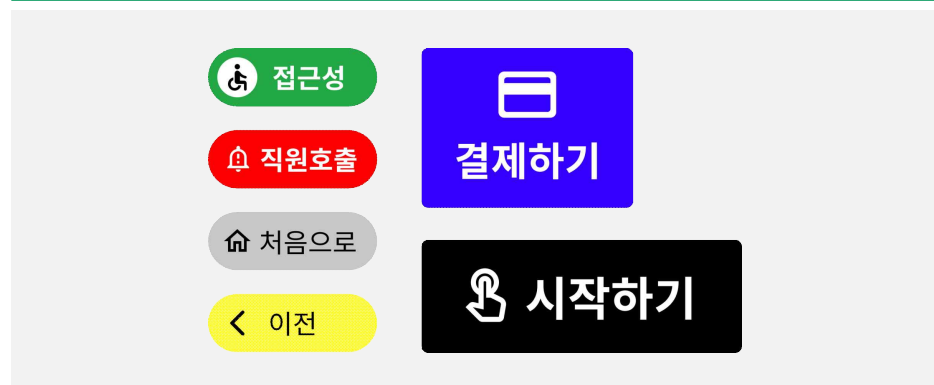 접근성
직원호출
처음으로
이전
결제하기
시작하기